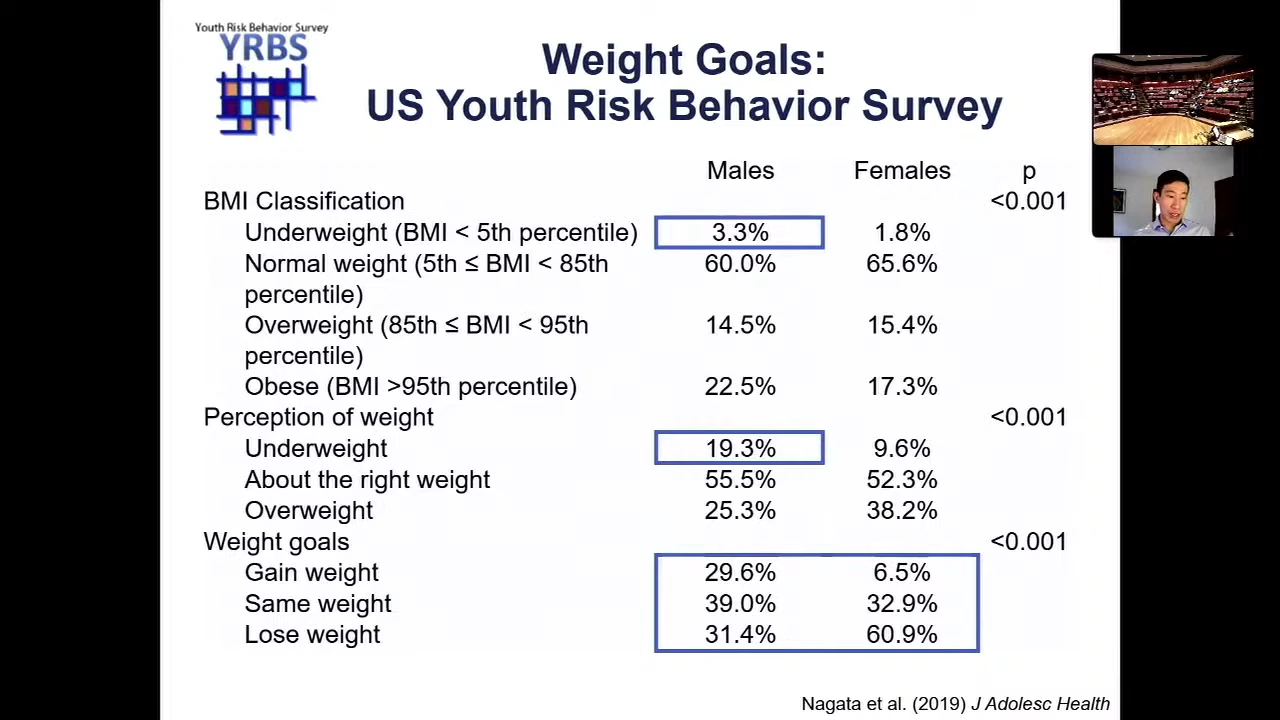 Youth Risk Behavior Survey
YRBS
Weight Goals:
US Youth Risk Behavior Survey
Males Females p
BMI Classification <0.001
Underweight (BMI < 5th percentile) 3.3% 1.8%
Normal weight (5th ≤ BMI < 85th 60.0% 65.6%
percentile)
Overweight (85th ≤ BMI < 95th 14.5% 15.4%
percentile)
Obese (BMI >95th percentile) 22.5% 17.3%
Perception of weight <0.001
Underweight 19.3% 9.6%
About the right weight 55.5% 52.3%
Overweight 25.3% 38.2%
Weight goals <0.001
Gain weight 29.6% 6.5%
Same weight 39.0% 32.9%
Lose weight 31.4% 60.9%
Nagata et al. (2019) J Adolesc Health